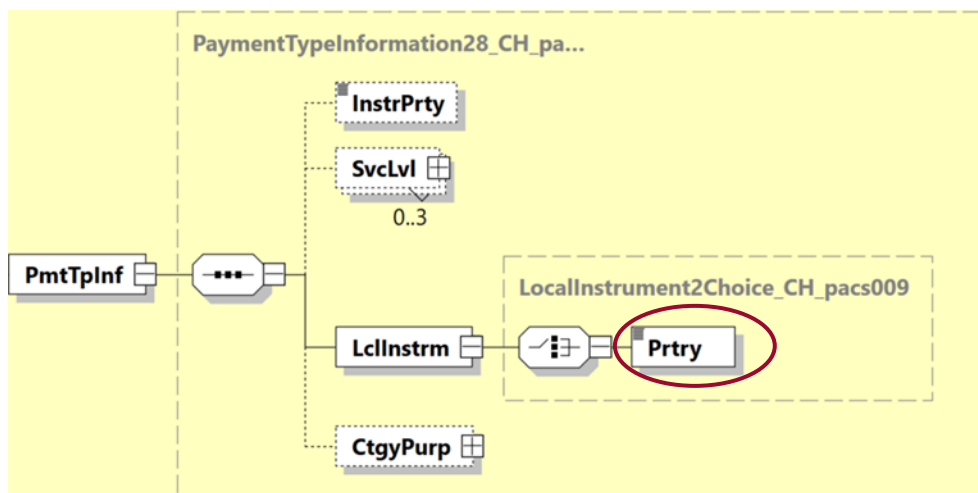 PaymentTypeInformation28_CH_pa...
InstrPrty
SvcLvl
0..3
PmtTpInf
LocalInstrument2Choice_CH_pacs009
LclInstrm
Prtry
CtgyPurp